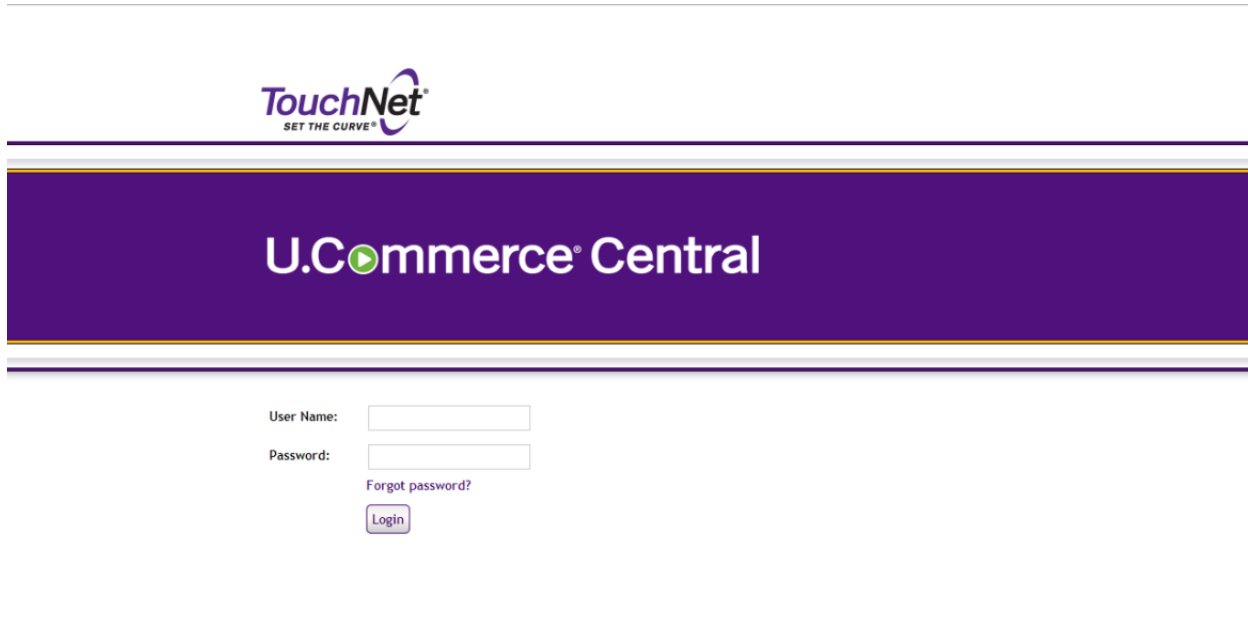 TouchNet®
SET THE CURVE®
U.Commerce® Central
User Name:
Password:
Forgot password?
Login